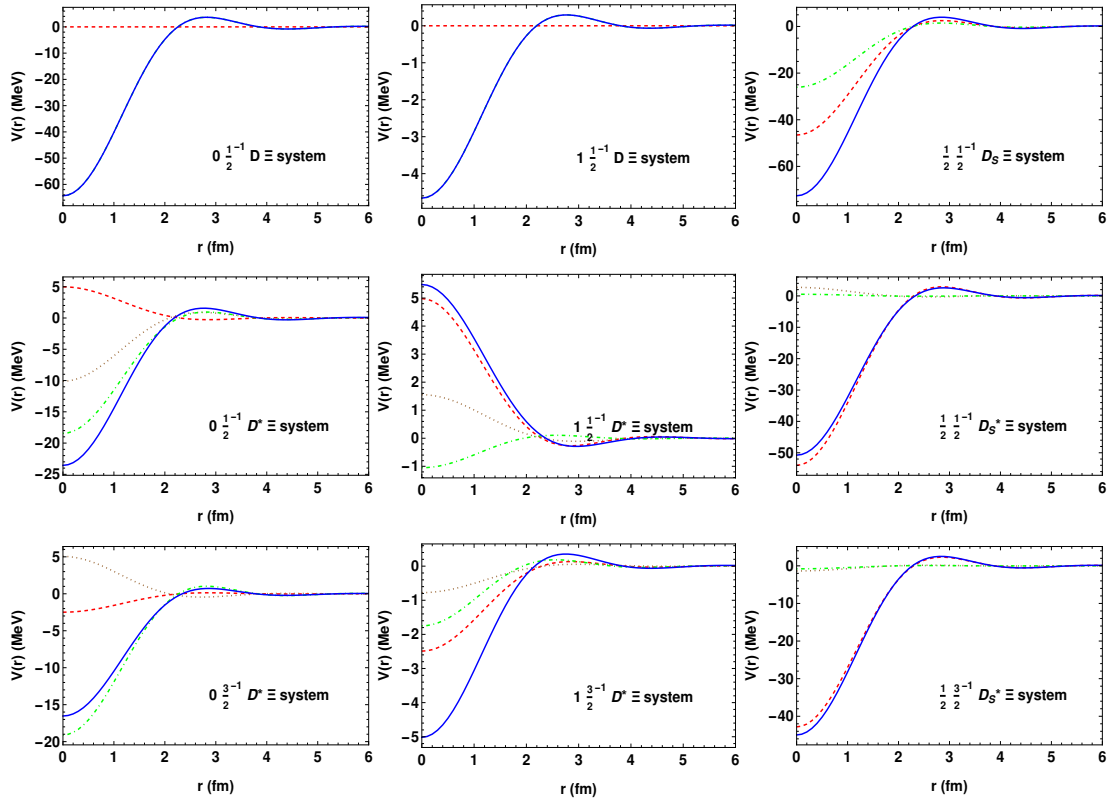 V(r) (MeV)
0
−10
−20
−30
−40
−50
−60
0 1 2 3 4 5 6
r (fm)
0 1/2⁻¹ D Ξ system
V(r) (MeV)
0
−1
−2
−3
−4
0 1 2 3 4 5 6
r (fm)
1 1/2⁻¹ D Ξ system
V(r) (MeV)
0
−20
−40
−60
0 1 2 3 4 5 6
r (fm)
1/2 1/2⁻¹ D_S Ξ system
V(r) (MeV)
5
0
−5
−10
−15
−20
−25
0 1 2 3 4 5 6
r (fm)
0 1/2⁻¹ D* Ξ system
V(r) (MeV)
5
4
3
2
1
0
−1
0 1 2 3 4 5 6
r (fm)
1 1/2⁻¹ D* Ξ system
V(r) (MeV)
0
−10
−20
−30
−40
−50
0 1 2 3 4 5 6
r (fm)
1/2 1/2⁻¹ D_S* Ξ system
V(r) (MeV)
5
0
−5
−10
−15
−20
0 1 2 3 4 5 6
r (fm)
0 3/2⁻¹ D* Ξ system
V(r) (MeV)
0
−1
−2
−3
−4
−5
0 1 2 3 4 5 6
r (fm)
1 3/2⁻¹ D* Ξ system
V(r) (MeV)
0
−10
−20
−30
−40
0 1 2 3 4 5 6
r (fm)
1/2 3/2⁻¹ D_S* Ξ system